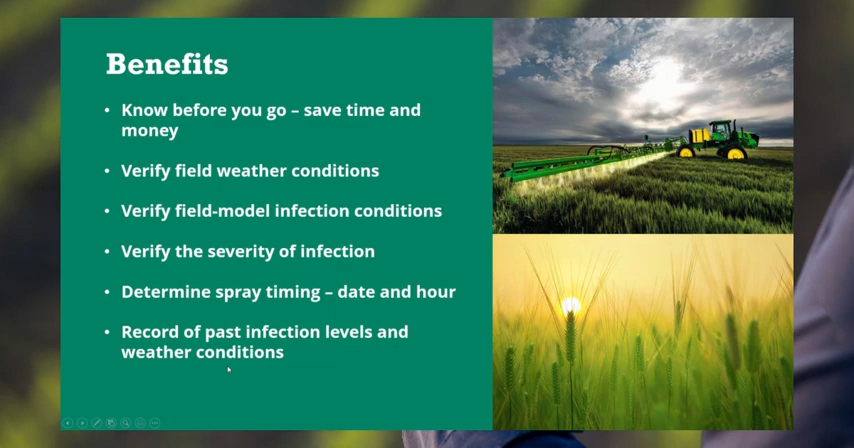 Benefits
• Know before you go – save time and
money
• Verify field weather conditions
• Verify field-model infection conditions
• Verify the severity of infection
• Determine spray timing – date and hour
• Record of past infection levels and
weather conditions